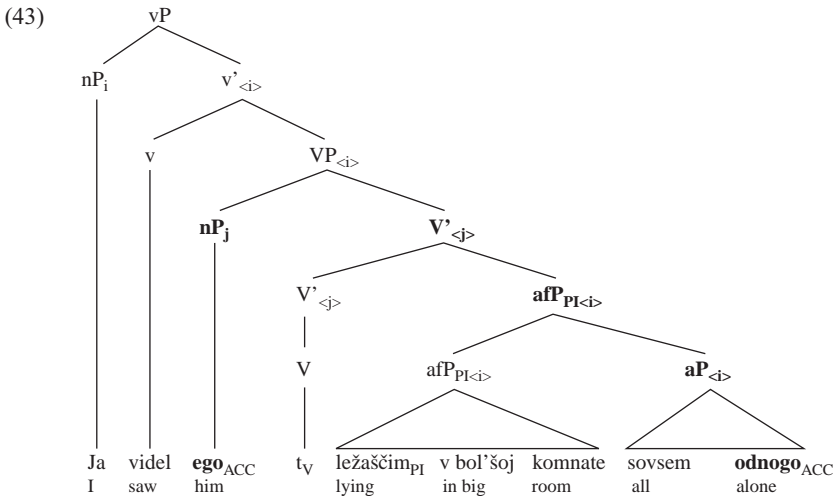 (43) vP
nPi v’<i>
v VP<i>
nPj V’<j>
V’<j> afPPI<i>
V afPPI<i> aP<i>
Ja videl egoACC tV ležaščimPI v bol’šoj komnate sovsem odnogoACC
I saw him lying in big room all alone